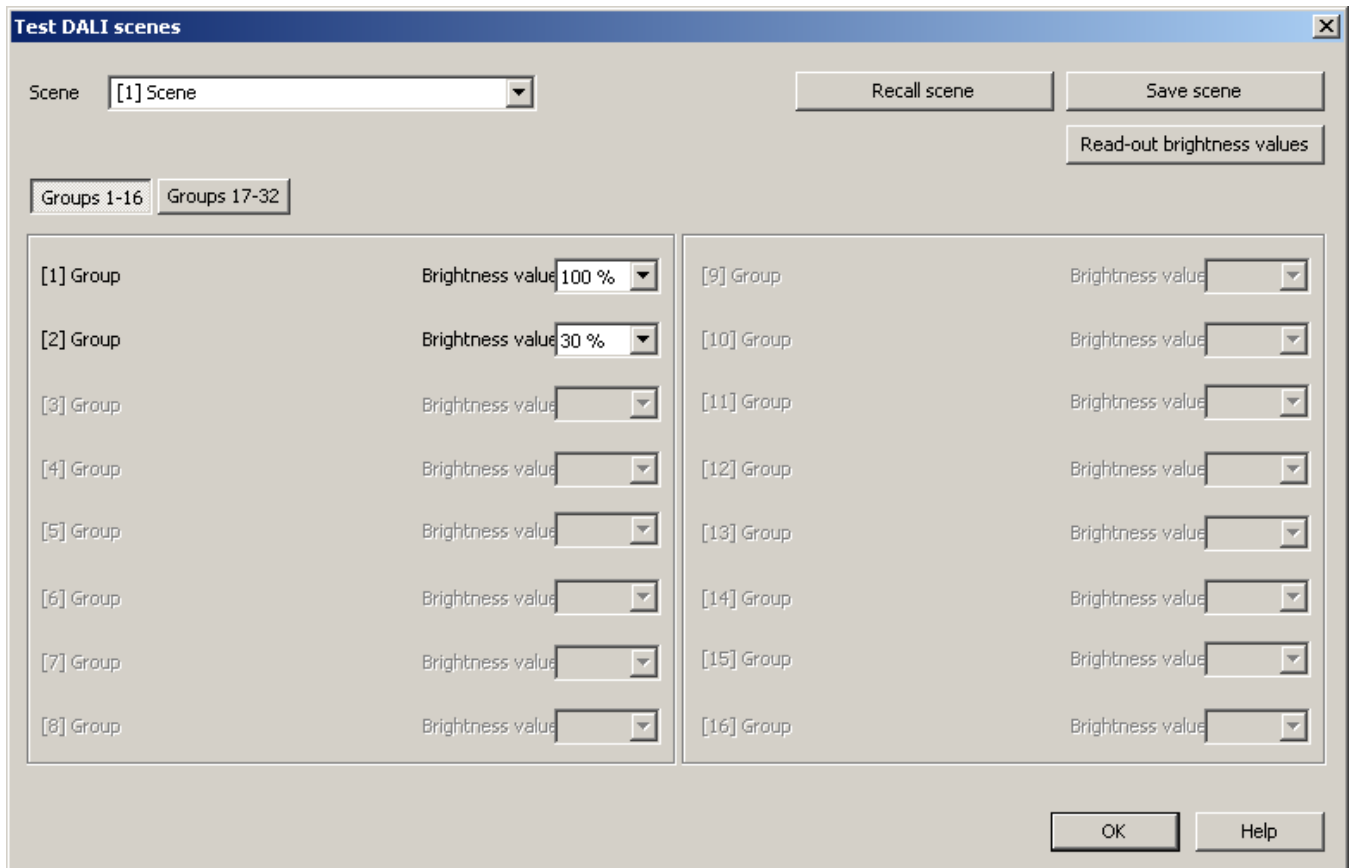 Test DALI scenes
Scene [1] Scene Recall scene Save scene
Read-out brightness values
Groups 1-16 Groups 17-32
[1] Group Brightness value 100 % [9] Group Brightness value
[2] Group Brightness value 30 % [10] Group Brightness value
[3] Group Brightness value [11] Group Brightness value
[4] Group Brightness value [12] Group Brightness value
[5] Group Brightness value [13] Group Brightness value
[6] Group Brightness value [14] Group Brightness value
[7] Group Brightness value [15] Group Brightness value
[8] Group Brightness value [16] Group Brightness value
OK Help